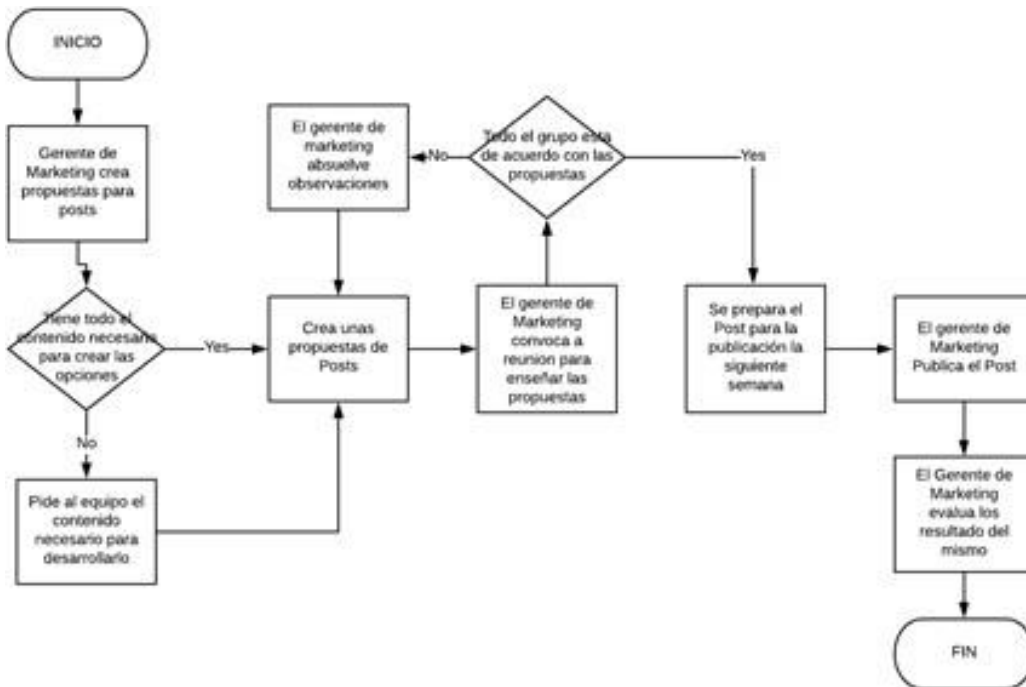 INICIO
Gerente de
Marketing crea
propuestas para
posts
Tiene todo el
contenido necesario
para crear las
opciones
Yes
No
Pide al equipo el
contenido
necesario para
desarrollarlo
El gerente de
marketing
absuelve
observaciones
Crea unas
propuestas de
Posts
El gerente de
Marketing
convoca a
reunion para
enseñar las
propuestas
Todo el grupo esta
de acuerdo con las
propuestas
No
Yes
Se prepara el
Post para la
publicación la
siguiente
semana
El gerente de
Marketing
Publica el Post
El Gerente de
Marketing
evalua los
resultado del
mismo
FIN